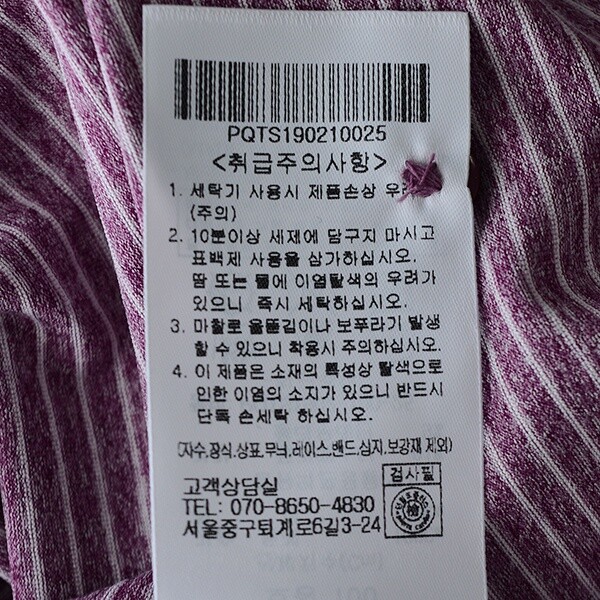 PQTS190210025
<취급주의사항>
1. 세탁기 사용시 제품손상 우려
(주의)
2. 10분이상 세제에 담구지 마시고
표백제 사용을 삼가하십시오.
땀 또는 물에 이염탈색의 우려가
있으니 즉시 세탁하십시오.
3. 마찰로 올뜯김이나 보푸라기 발생
할 수 있으니 착용시 주의하십시오.
4. 이 제품은 소재의 특성상 탈색으로
인한 이염의 소지가 있으니 반드시
단독 손세탁 하십시오.
(자수,장식,상표,무늬,레이스,밴드,심지,보강재 제외)
검사필
고객상담실
TEL: 070-8650-4830
서울중구퇴계로6길3-24